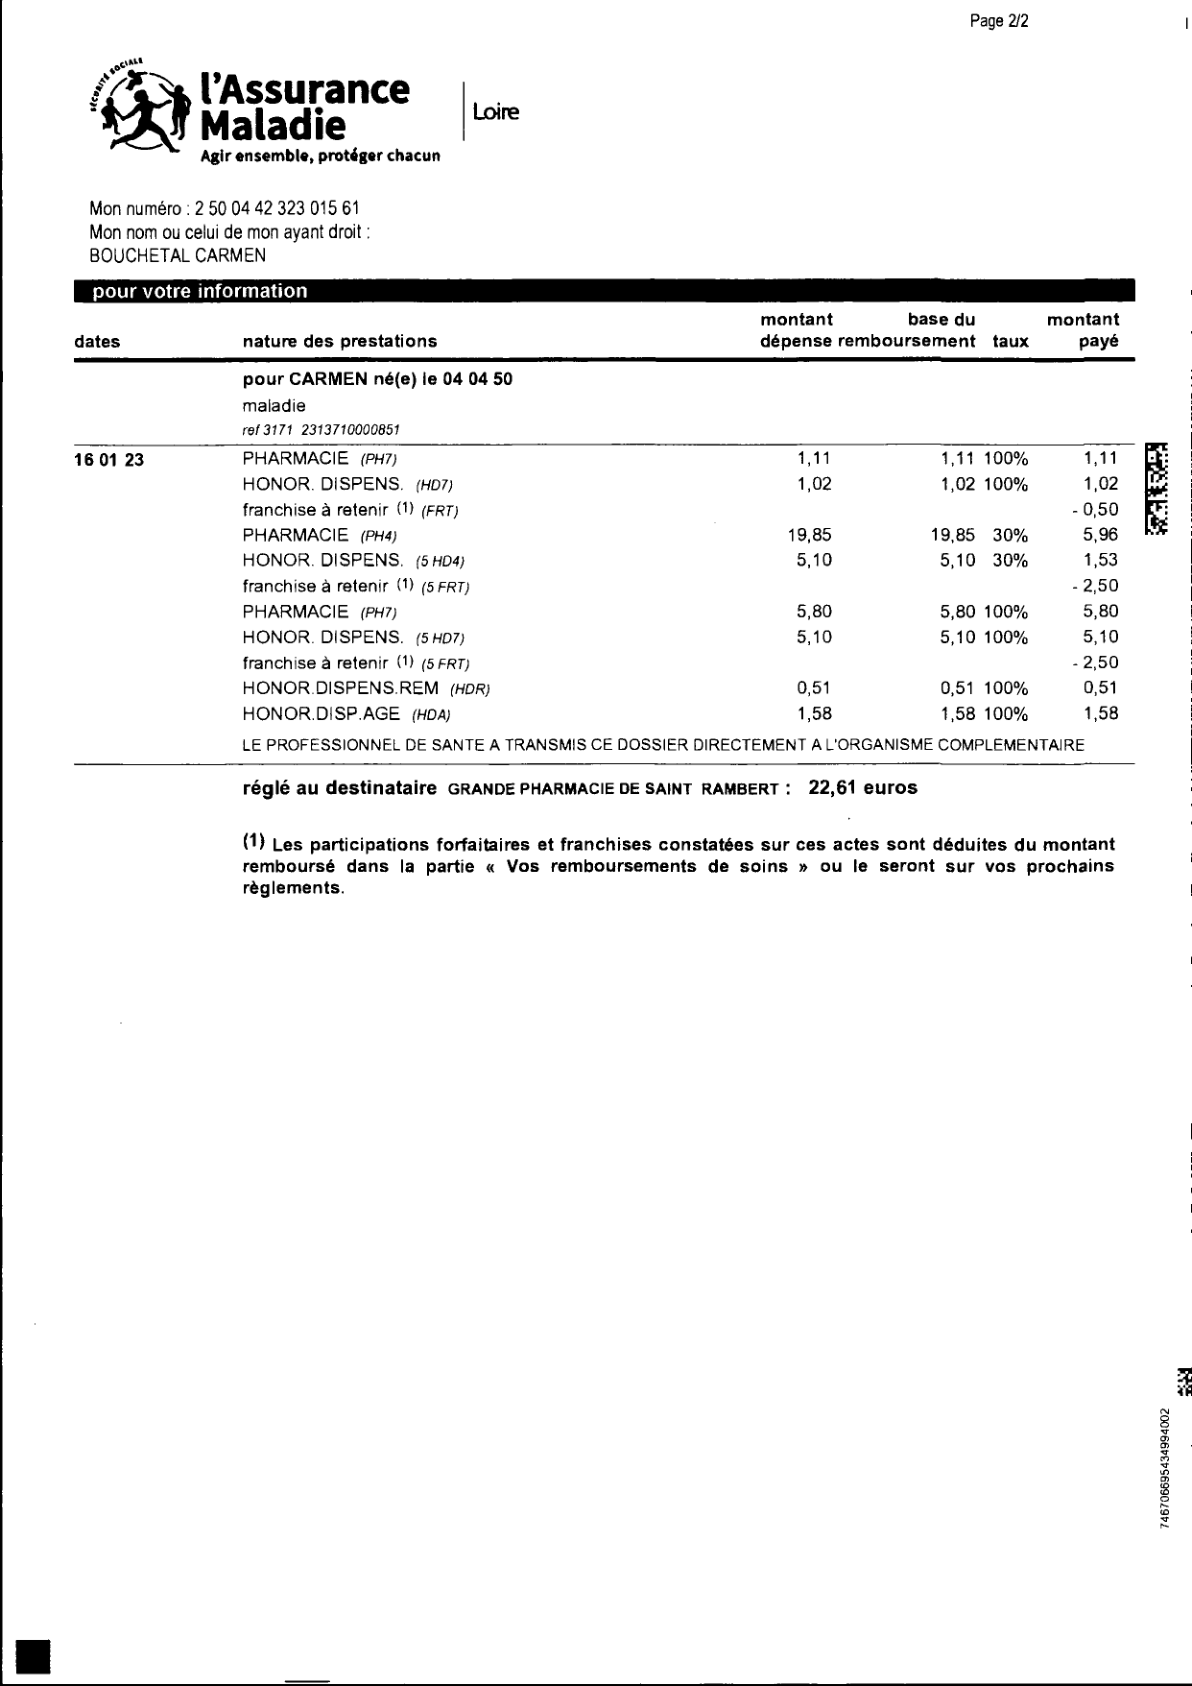 Page 2/2
SÉCURITÉ SOCIALE
l'Assurance
Maladie
Agir ensemble, protéger chacun
Loire
Mon numéro : 2 50 04 42 323 015 61
Mon nom ou celui de mon ayant droit :
BOUCHETAL CARMEN
pour votre information
montant base du montant
dates nature des prestations dépense remboursement taux payé
pour CARMEN né(e) le 04 04 50
maladie
ref 3171 2313710000851
16 01 23 PHARMACIE (PH7) 1,11 1,11 100% 1,11
HONOR. DISPENS. (HD7) 1,02 1,02 100% 1,02
franchise à retenir (1) (FRT) - 0,50
PHARMACIE (PH4) 19,85 19,85 30% 5,96
HONOR. DISPENS. (5 HD4) 5,10 5,10 30% 1,53
franchise à retenir (1) (5 FRT) - 2,50
PHARMACIE (PH7) 5,80 5,80 100% 5,80
HONOR. DISPENS. (5 HD7) 5,10 5,10 100% 5,10
franchise à retenir (1) (5 FRT) - 2,50
HONOR.DISPENS.REM (HDR) 0,51 0,51 100% 0,51
HONOR.DISP.AGE (HDA) 1,58 1,58 100% 1,58
LE PROFESSIONNEL DE SANTE A TRANSMIS CE DOSSIER DIRECTEMENT A L'ORGANISME COMPLEMENTAIRE
réglé au destinataire GRANDE PHARMACIE DE SAINT RAMBERT : 22,61 euros
(1) Les participations forfaitaires et franchises constatées sur ces actes sont déduites du montant
remboursé dans la partie « Vos remboursements de soins » ou le seront sur vos prochains
règlements.
746706695434994002